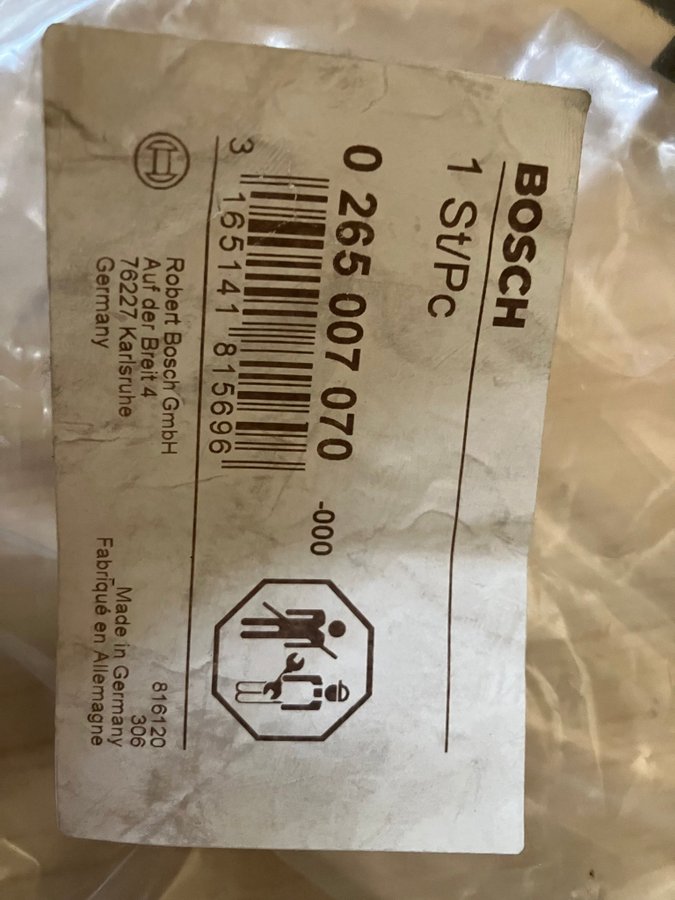 BOSCH
1 St/Pc
0 265 007 070 -000
3 165141 815696
Robert Bosch GmbH
Auf der Breit 4
76227 Karlsruhe
Germany
816120
306
Made in Germany
Fabriqué en Allemagne